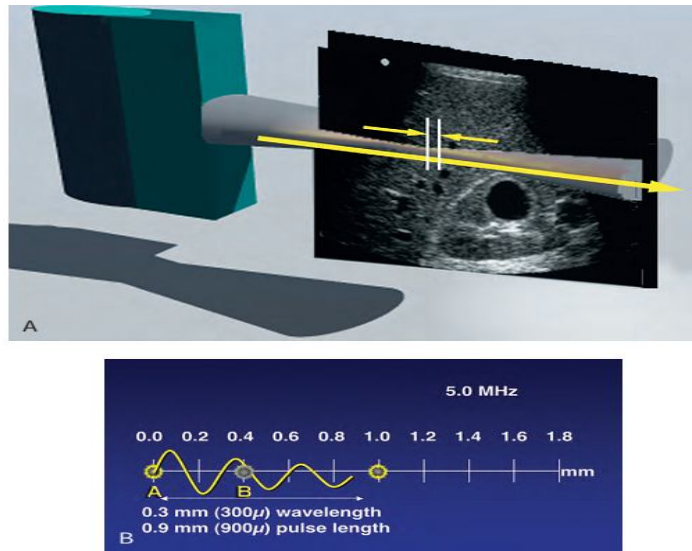 A
5.0 MHz
0.0 0.2 0.4 0.6 0.8 1.0 1.2 1.4 1.6 1.8
mm
A B
0.3 mm (300μ) wavelength
0.9 mm (900μ) pulse length
B